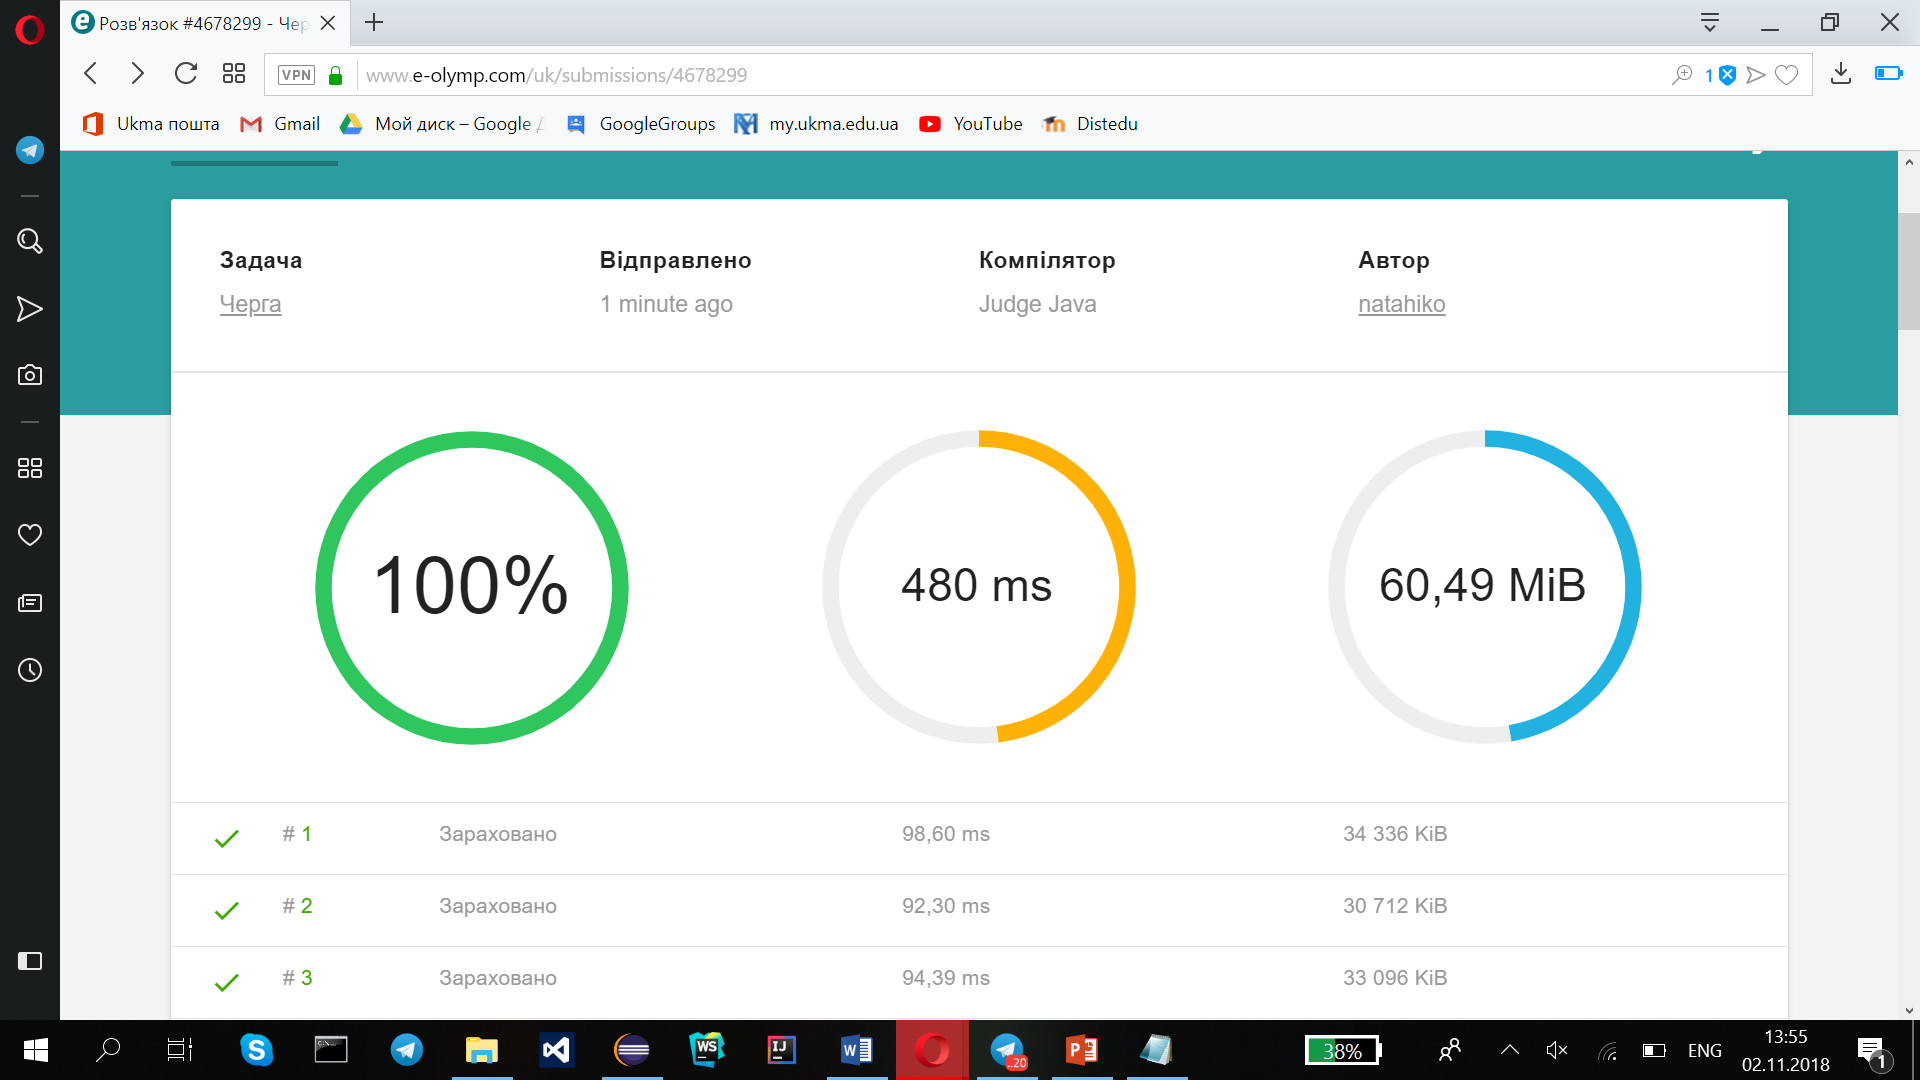 Розв'язок #4678299 - Чер
VPN www.e-olymp.com/uk/submissions/4678299 1
Ukma пошта Gmail Мой диск – Google Д GoogleGroups my.ukma.edu.ua YouTube Distedu
Задача Відправлено Компілятор Автор
Черга 1 minute ago Judge Java natahiko
100% 480 ms 60,49 MiB
# 1 Зараховано 98,60 ms 34 336 KiB
# 2 Зараховано 92,30 ms 30 712 KiB
# 3 Зараховано 94,39 ms 33 096 KiB
WS IJ ..20 38% ENG 13:55
02.11.2018 1